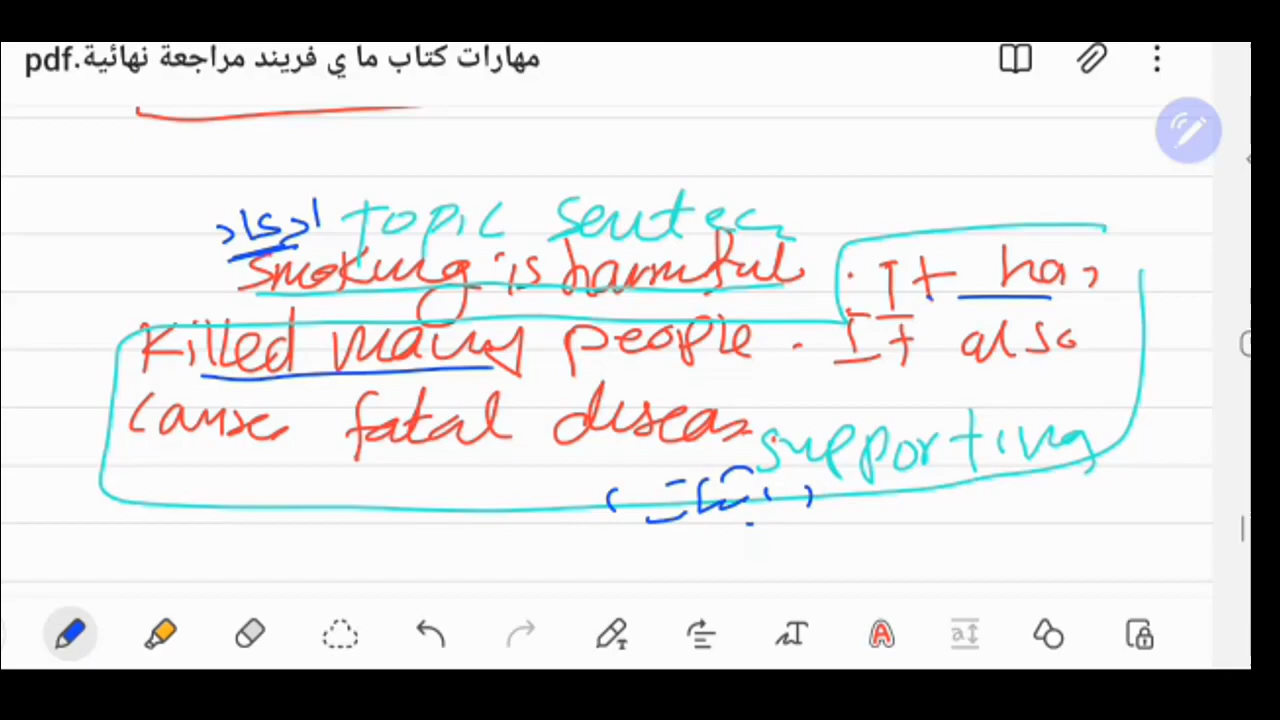 مهارات كتاب ما ي فريند مراجعة نهائية.pdf
ادعاء topic sentec
smoking is harmful. It has
killed many people. It also
cause fatal diseas
supporting